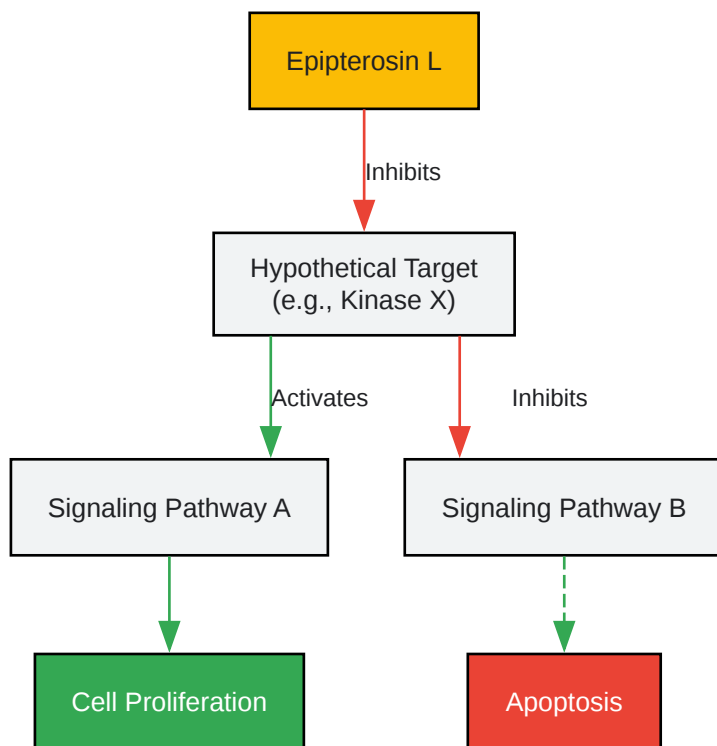 Epipterosin L
Inhibits
Hypothetical Target
(e.g., Kinase X)
Activates
Inhibits
Signaling Pathway A
Signaling Pathway B
Cell Proliferation
Apoptosis